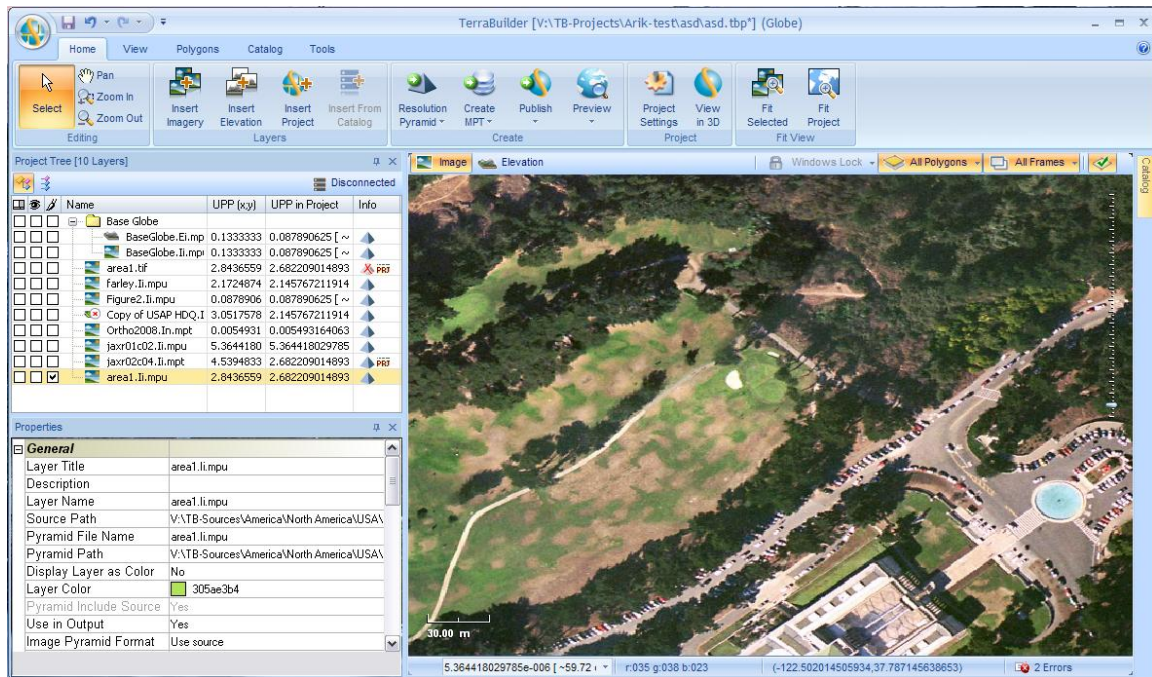 TerraBuilder [V:\TB-Projects\Arik-test\asd\asd.tbp*] (Globe)
Home View Polygons Catalog Tools
Select
Pan
Zoom In
Zoom Out
Insert Imagery
Insert Elevation
Insert Project
Insert From Catalog
Resolution Pyramid
Create MPT
Publish
Preview
Project Settings
View in 3D
Fit Selected
Fit Project
Editing Layers Create Project Fit View
Project Tree [10 Layers]
Image Elevation Windows Lock All Polygons All Frames
Catalog
Disconnected
Name UPP (x,y) UPP in Project Info
Base Globe
BaseGlobe.Ei.mp 0.1333333 0.087890625 [ ~
BaseGlobe.Ii.mp 0.1333333 0.087890625 [ ~
area1.tif 2.8436559 2.682209014893 PRJ
farley.Ii.mpu 2.1724874 2.145767211914
Figure2.Ii.mpu 0.0878906 0.087890625 [ ~
Copy of USAP HDQ.I 3.0517578 2.145767211914
Ortho2008.In.mpt 0.0054931 0.005493164063
jaxr01c02.Ii.mpu 5.3644180 5.364418029785
jaxr02c04.Ii.mpt 4.5394833 2.682209014893 PRJ
area1.Ii.mpu 2.8436559 2.682209014893
Properties
General
Layer Title area1.Ii.mpu
Description
Layer Name area1.Ii.mpu
Source Path V:\TB-Sources\America\North America\USA\
Pyramid File Name area1.Ii.mpu
Pyramid Path V:\TB-Sources\America\North America\USA\
Display Layer as Color No
Layer Color 305ae3b4
Pyramid Include Source Yes
Use in Output Yes
Image Pyramid Format Use source
30.00 m
5.364418029785e-006 [ ~59.72 r:035 g:038 b:023 (-122.502014505934,37.787145638653) 2 Errors